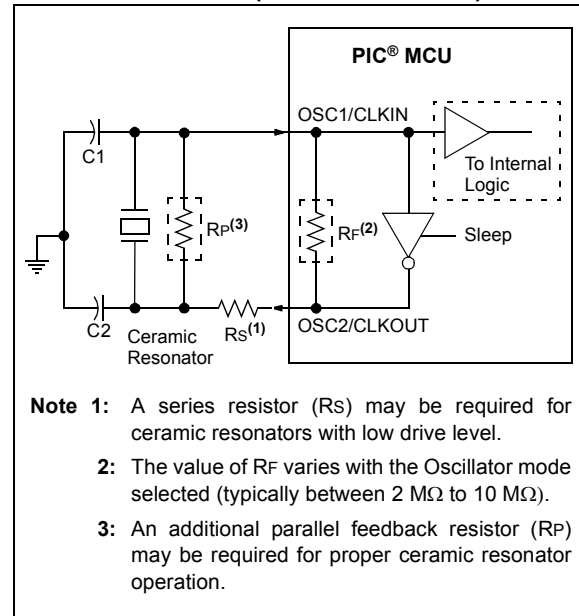 PIC® MCU
OSC1/CLKIN
C1
To Internal
Logic
RP(3)
RF(2)
Sleep
C2
Ceramic
Resonator
RS(1)
OSC2/CLKOUT
Note 1: A series resistor (RS) may be required for
ceramic resonators with low drive level.
2: The value of RF varies with the Oscillator mode
selected (typically between 2 MΩ to 10 MΩ).
3: An additional parallel feedback resistor (RP)
may be required for proper ceramic resonator
operation.